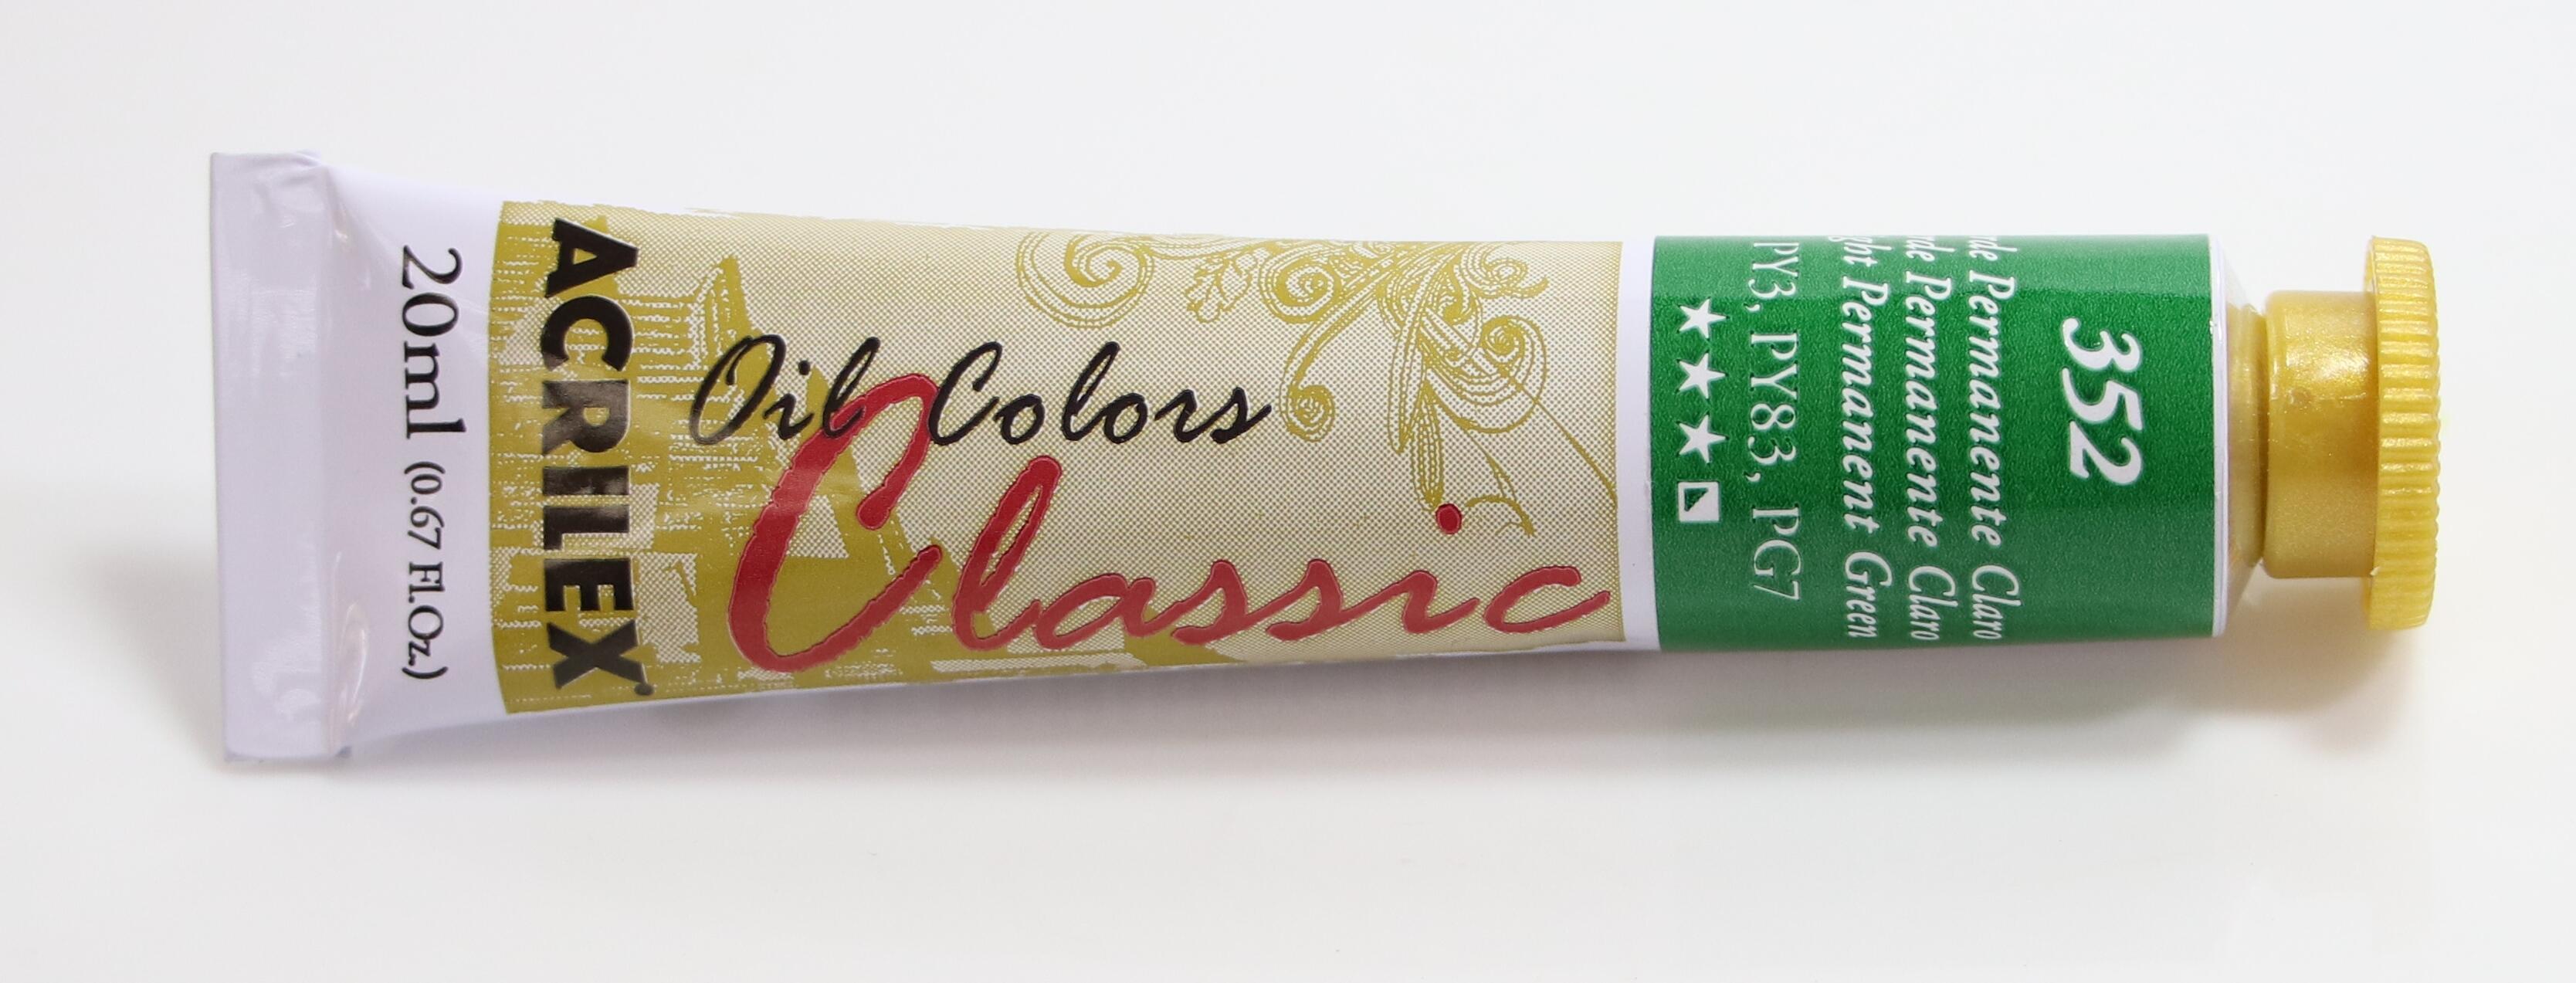 20ml (0.67 Fl.Oz.)
ACRILEX
Oil Colors
Classic
352
Permanente Claro
Permanente Claro
Permanent Green
PY3, PY83, PG7